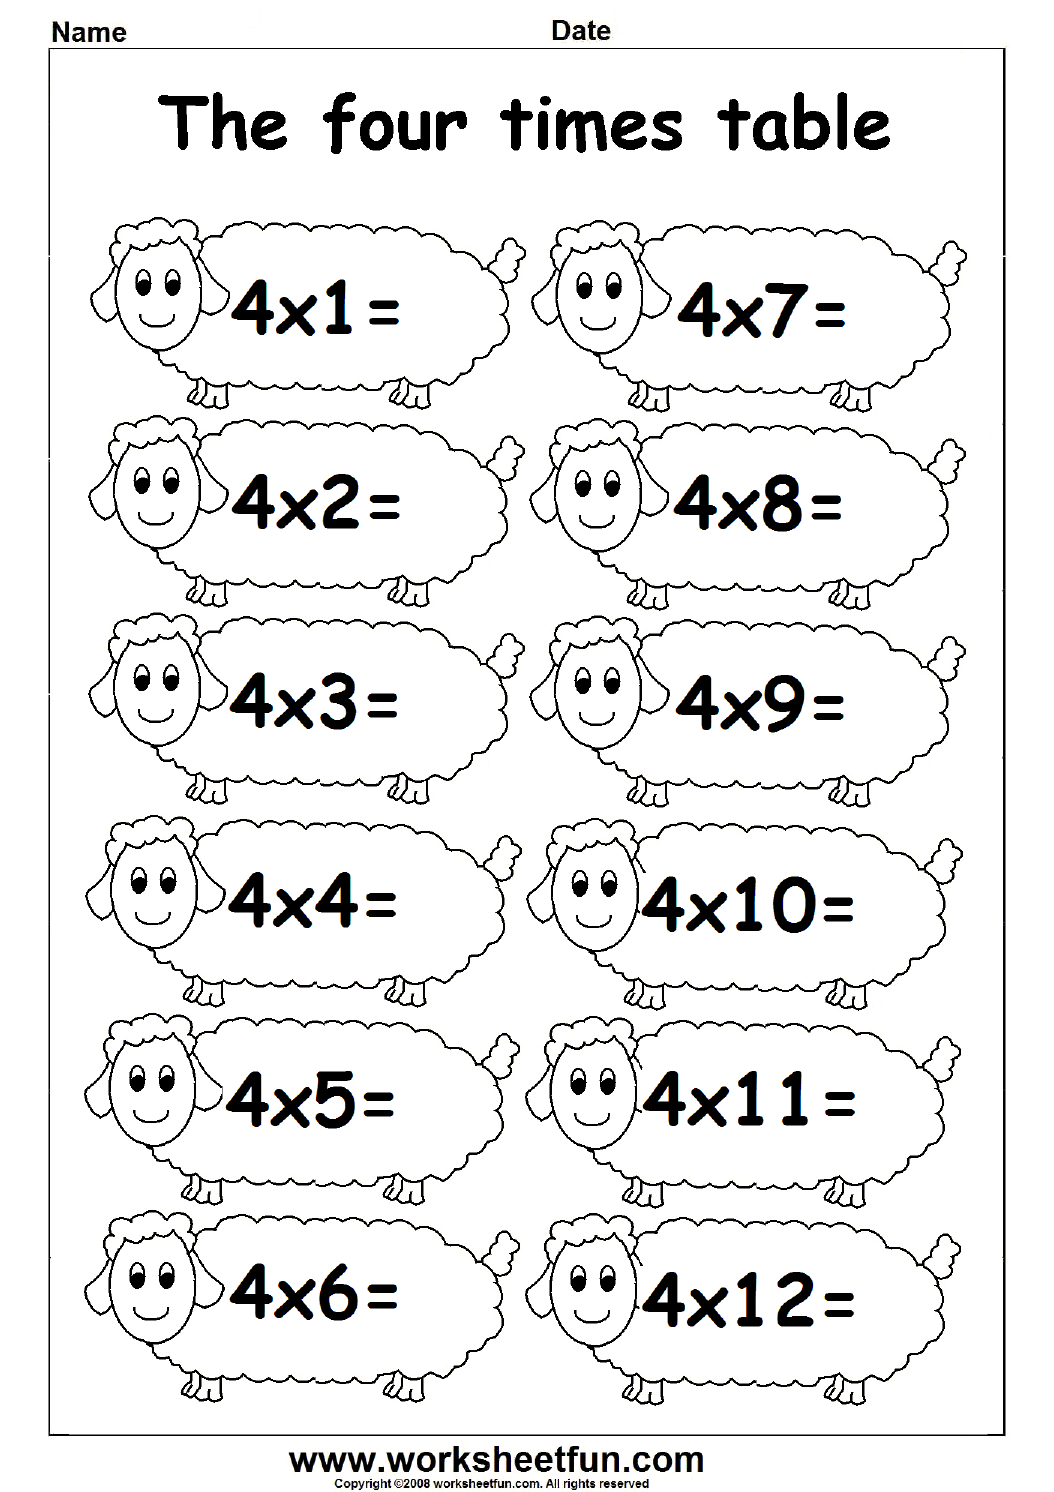 Name Date
The four times table
4x1=
4x7=
4x2=
4x8=
4x3=
4x9=
4x4=
4x10=
4x5=
4x11=
4x6=
4x12=
www.worksheetfun.com
Copyright ©2008 worksheetfun.com. All rights reserved